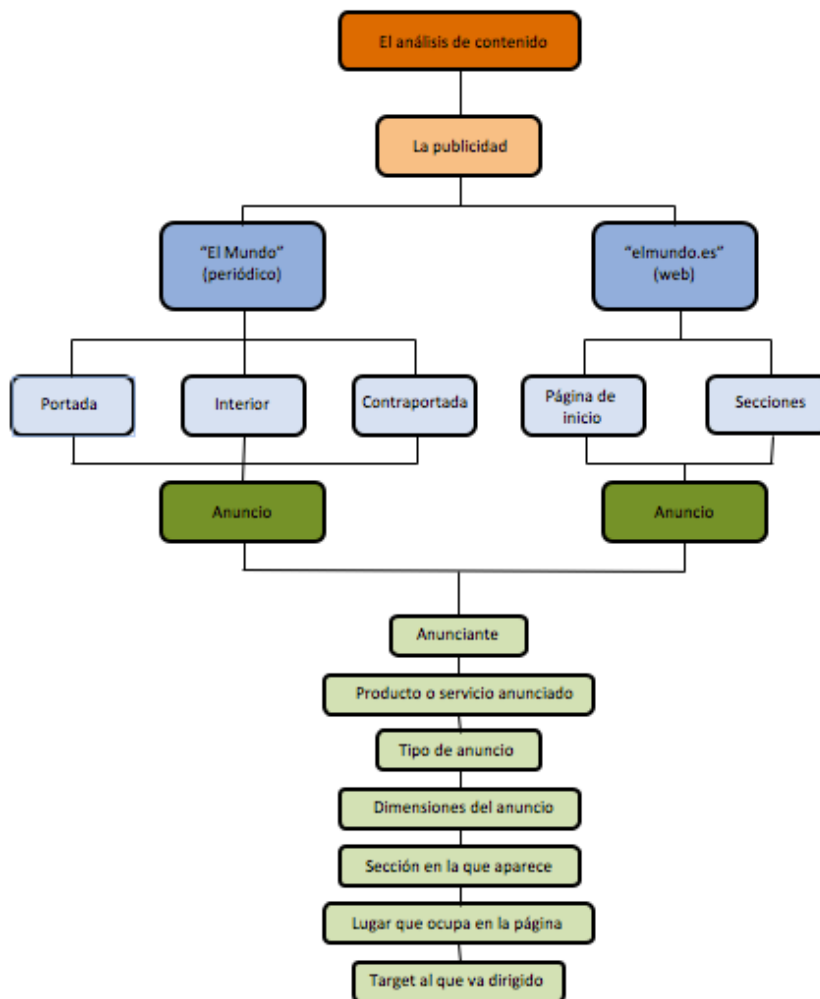 El análisis de contenido
La publicidad
“El Mundo”
(periódico)
“elmundo.es”
(web)
Portada
Interior
Contraportada
Página de
inicio
Secciones
Anuncio
Anuncio
Anunciante
Producto o servicio anunciado
Tipo de anuncio
Dimensiones del anuncio
Sección en la que aparece
Lugar que ocupa en la página
Target al que va dirigido